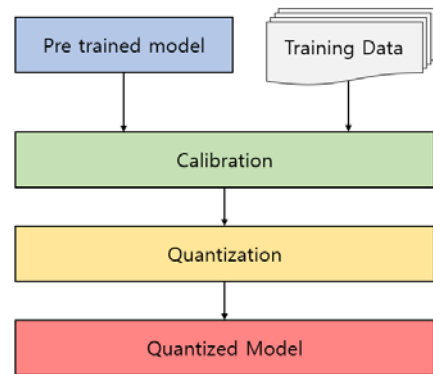 Pre trained model
Training Data
Calibration
Quantization
Quantized Model